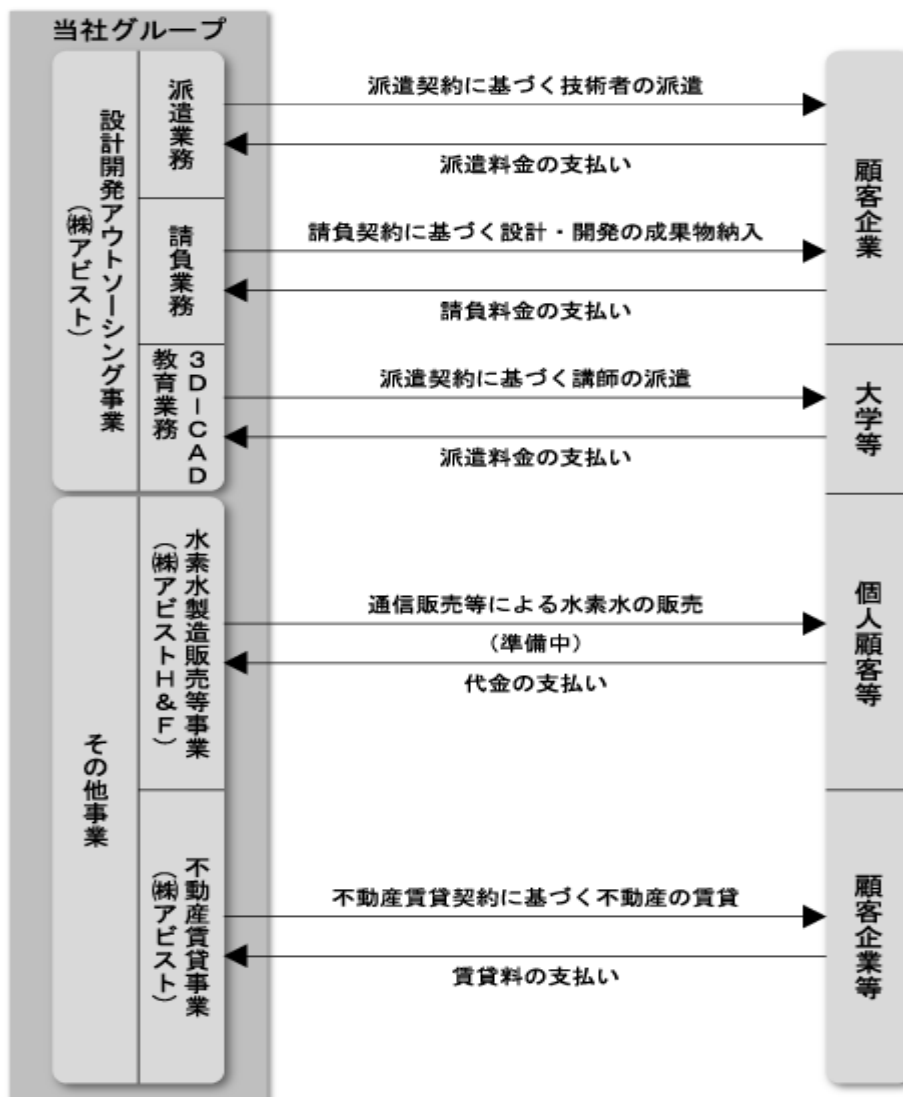 当社グループ
設計開発アウトソーシング事業
（㈱アビスト）
派遣業務
派遣契約に基づく技術者の派遣
派遣料金の支払い
顧客企業
請負業務
請負契約に基づく設計・開発の成果物納入
請負料金の支払い
３Ｄ－ＣＡＤ
教育業務
派遣契約に基づく講師の派遣
派遣料金の支払い
大学等
その他事業
水素水製造販売等事業
（㈱アビストＨ＆Ｆ）
通信販売等による水素水の販売
（準備中）
代金の支払い
個人顧客等
不動産賃貸事業
（㈱アビスト）
不動産賃貸契約に基づく不動産の賃貸
賃貸料の支払い
顧客企業等